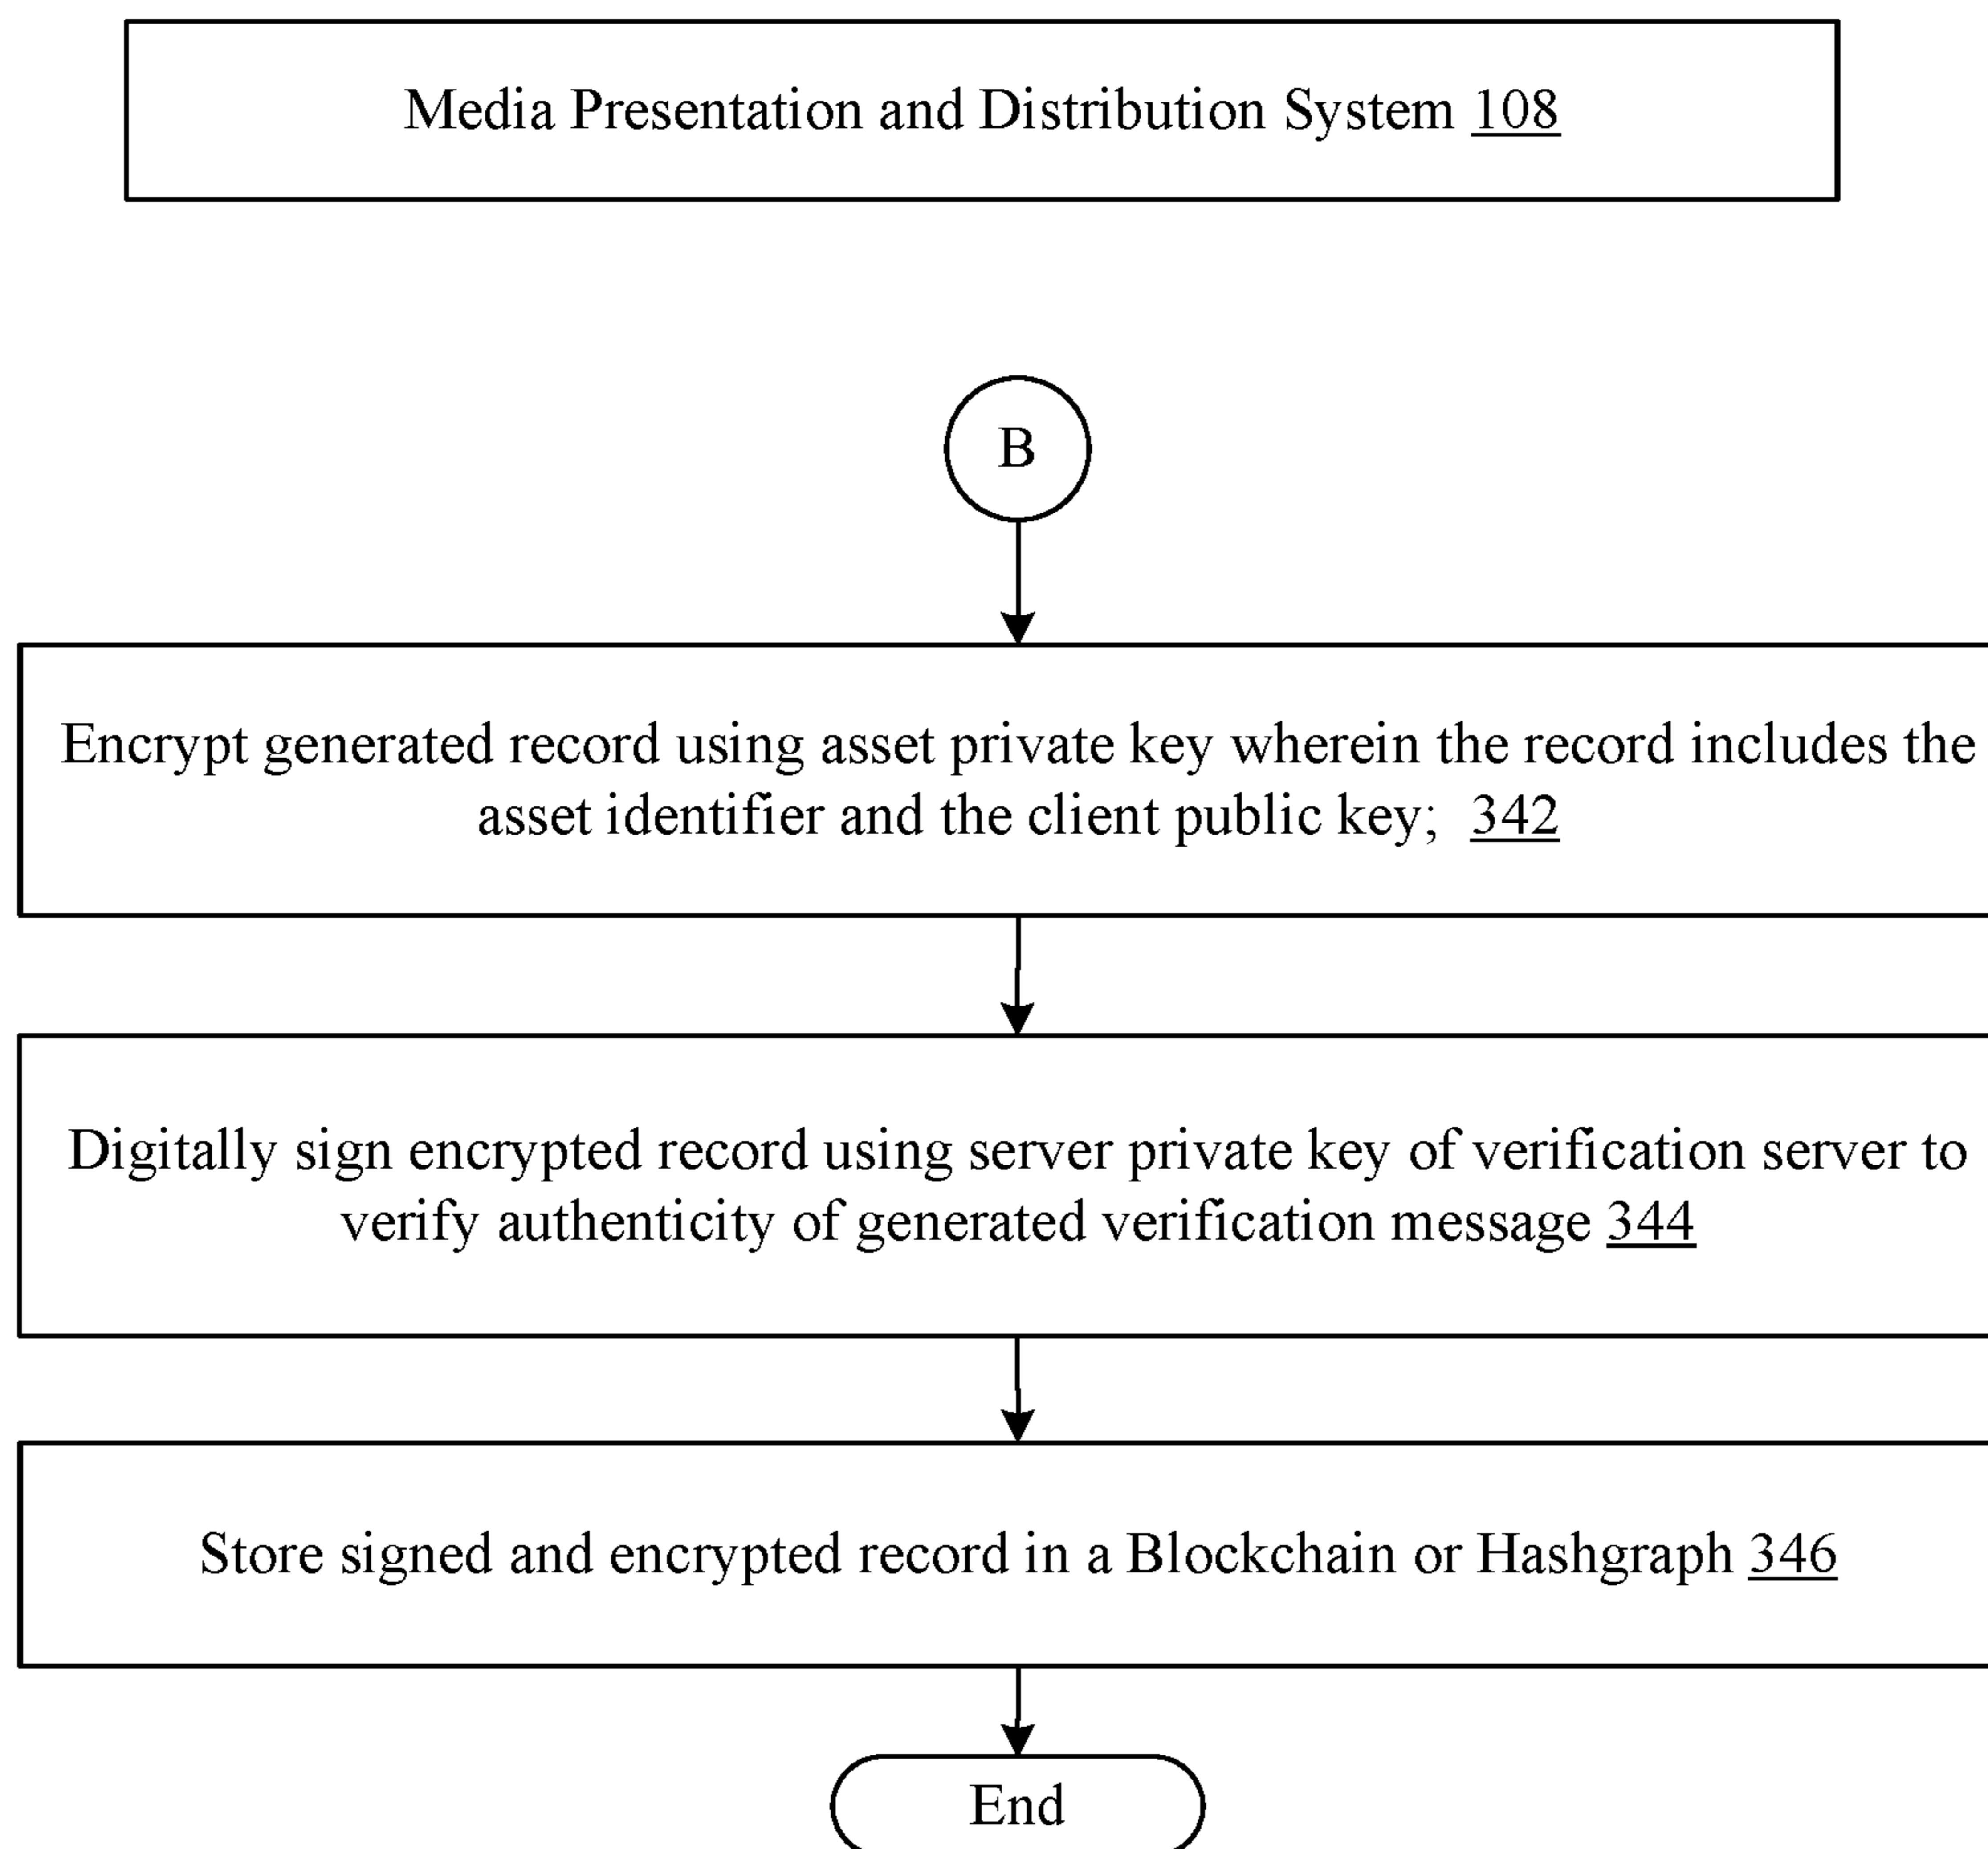 Media Presentation and Distribution System 108
B
Encrypt generated record using asset private key wherein the record includes the
asset identifier and the client public key; 342
Digitally sign encrypted record using server private key of verification server to
verify authenticity of generated verification message 344
Store signed and encrypted record in a Blockchain or Hashgraph 346
End